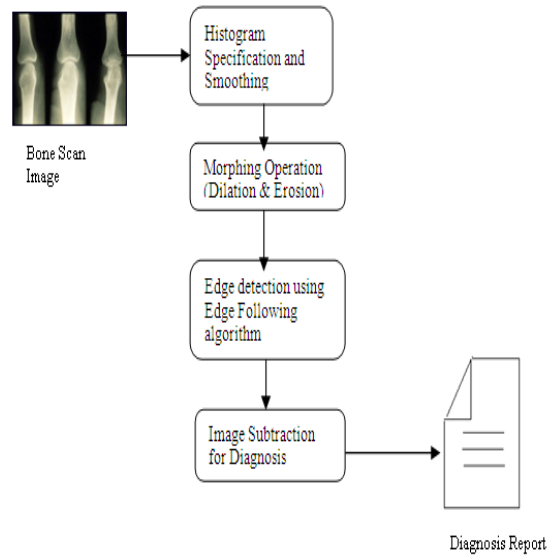 Histogram
Specification and
Smoothing
Bone Scan
Image
Morphing Operation
(Dilation & Erosion)
Edge detection using
Edge Following
algorithm
Image Subtraction
for Diagnosis
Diagnosis Report